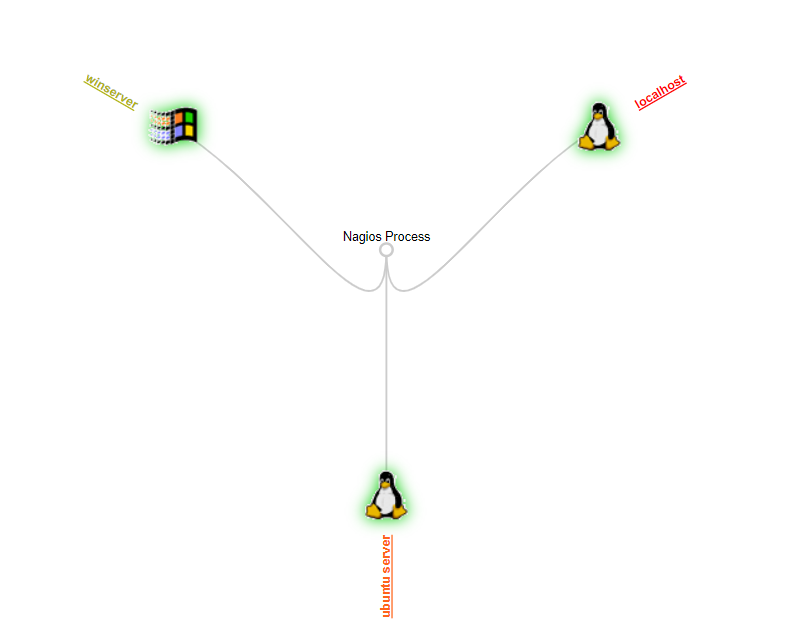 winserver
localhost
Nagios Process
ubuntu server